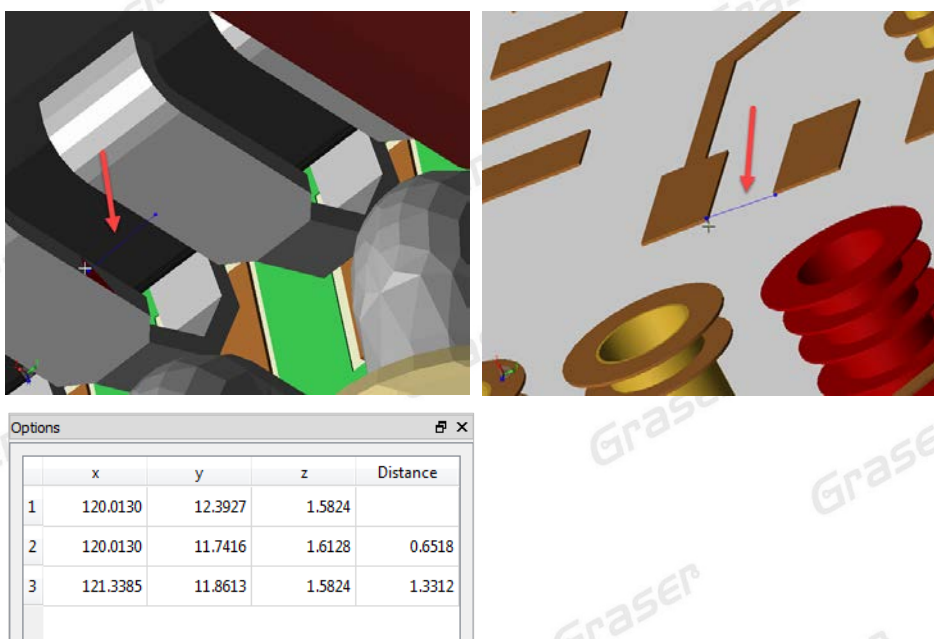 Options
x y z Distance
1 120.0130 12.3927 1.5824
2 120.0130 11.7416 1.6128 0.6518
3 121.3385 11.8613 1.5824 1.3312
Graser
Graser
Graser